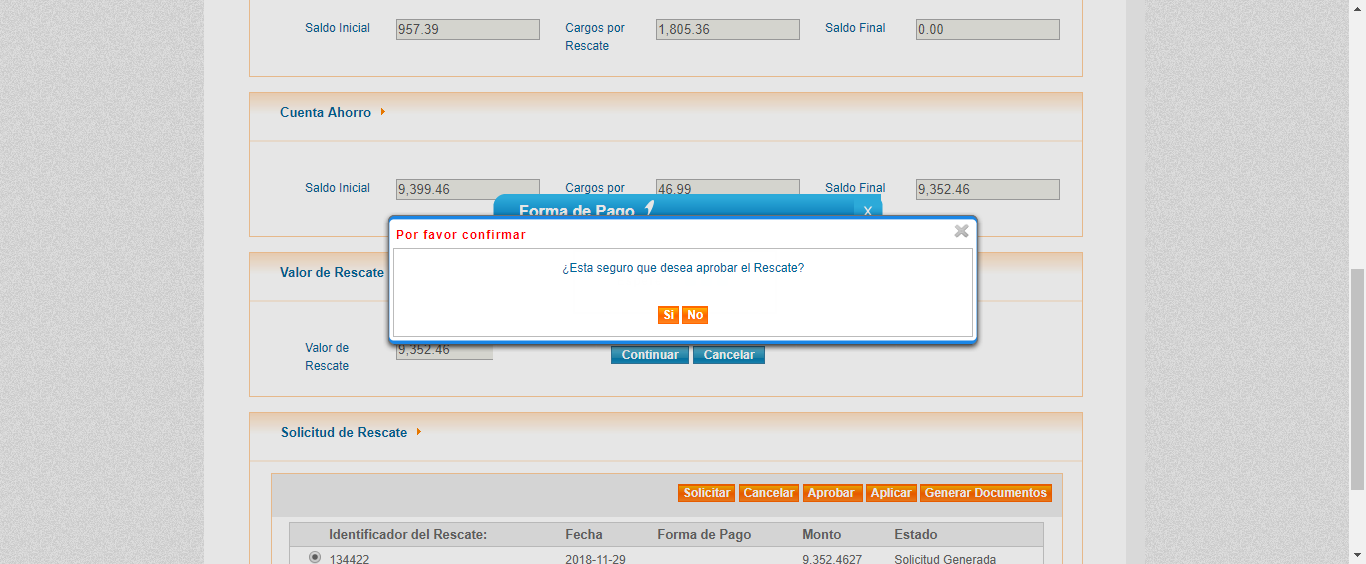 Saldo Inicial 957.39 Cargos por Rescate 1,805.36 Saldo Final 0.00
Cuenta Ahorro
Saldo Inicial 9,399.46 Cargos por 46.99 Saldo Final 9,352.46
Forma de Pago x
Por favor confirmar
¿Esta seguro que desea aprobar el Rescate?
Si No
Valor de Rescate
Valor de Rescate 9,352.46
Continuar Cancelar
Solicitud de Rescate
Solicitar Cancelar Aprobar Aplicar Generar Documentos
Identificador del Rescate: Fecha Forma de Pago Monto Estado
134422 2018-11-29 9,352.4627 Solicitud Generada